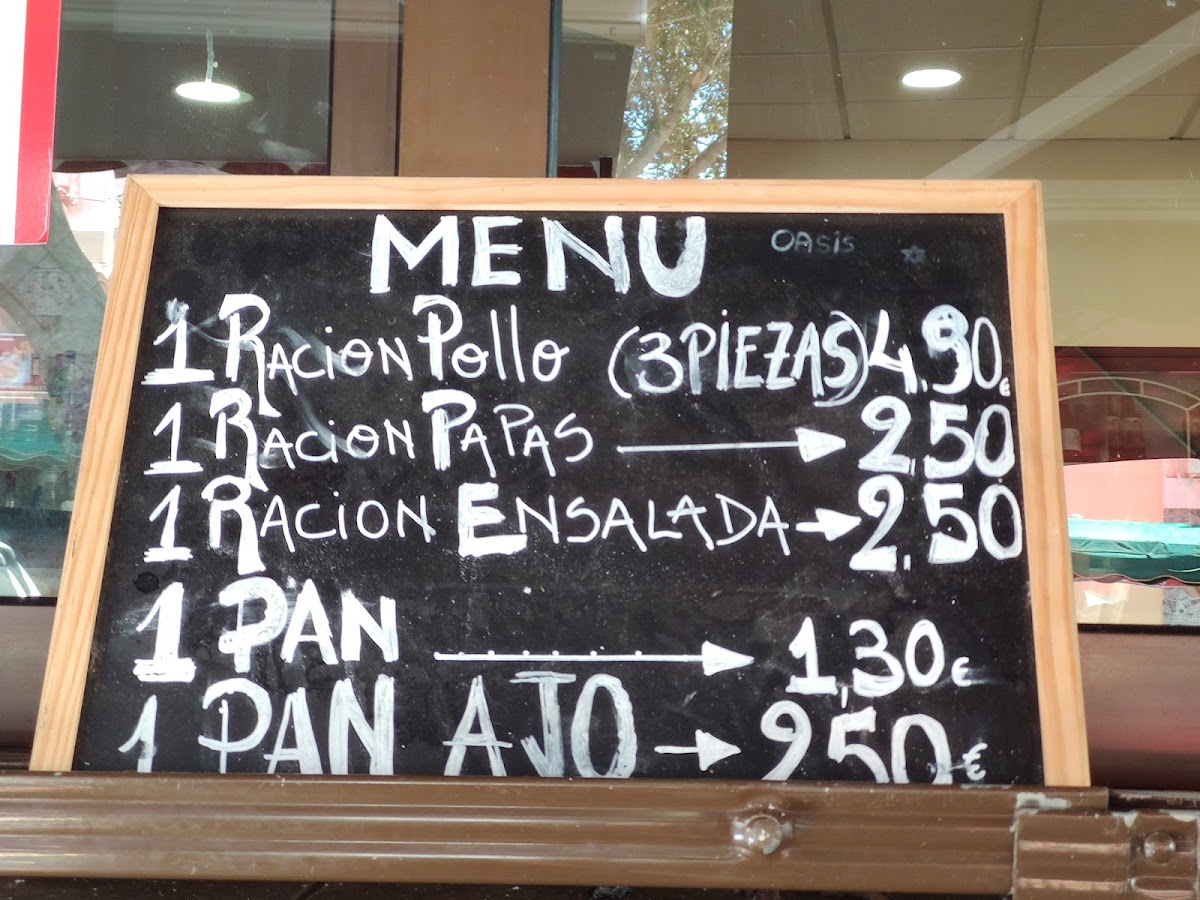 MENU OASIS
1 RACION POLLO (3 PIEZAS) 4.90€
1 RACION PAPAS 2.50
1 RACION ENSALADA 2.50
1 PAN 1,30€
1 PAN AJO 2,50€